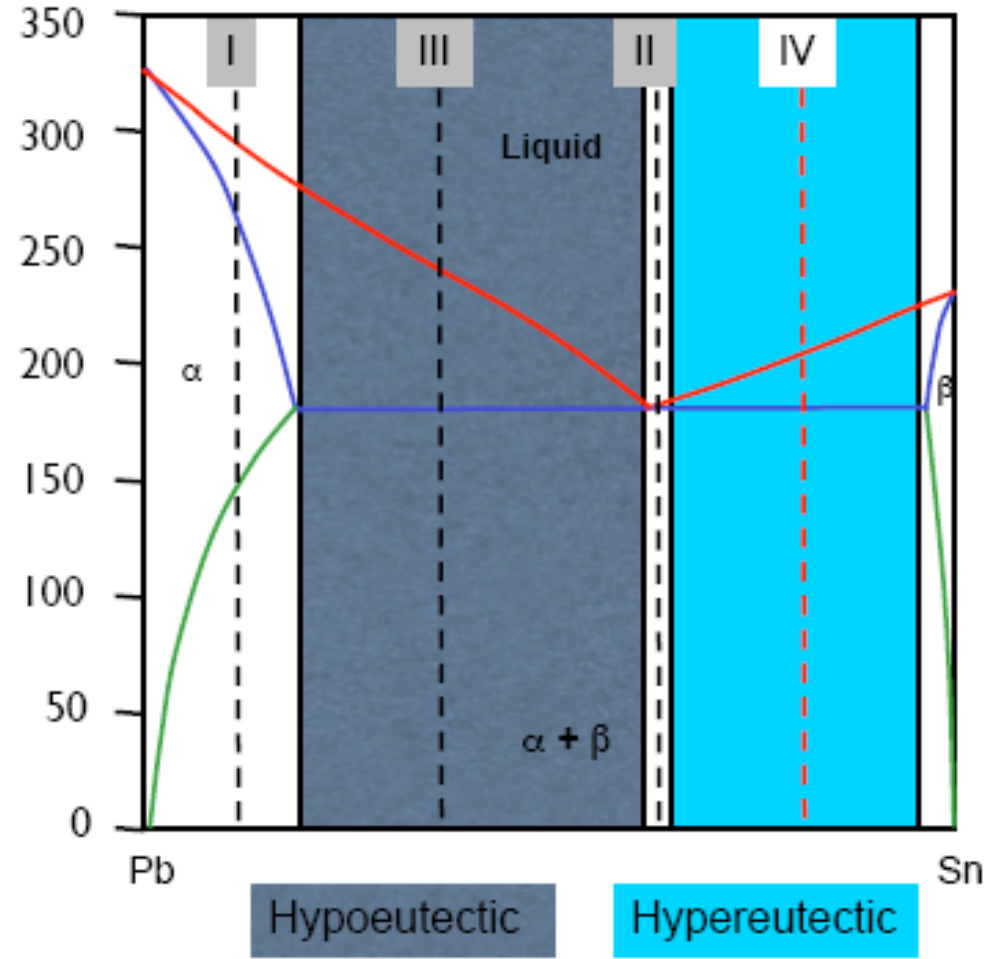 350
I
III
II
IV
300
Liquid
250
200
α
β
150
100
50
α + β
0
Pb
Sn
Hypoeutectic
Hypereutectic